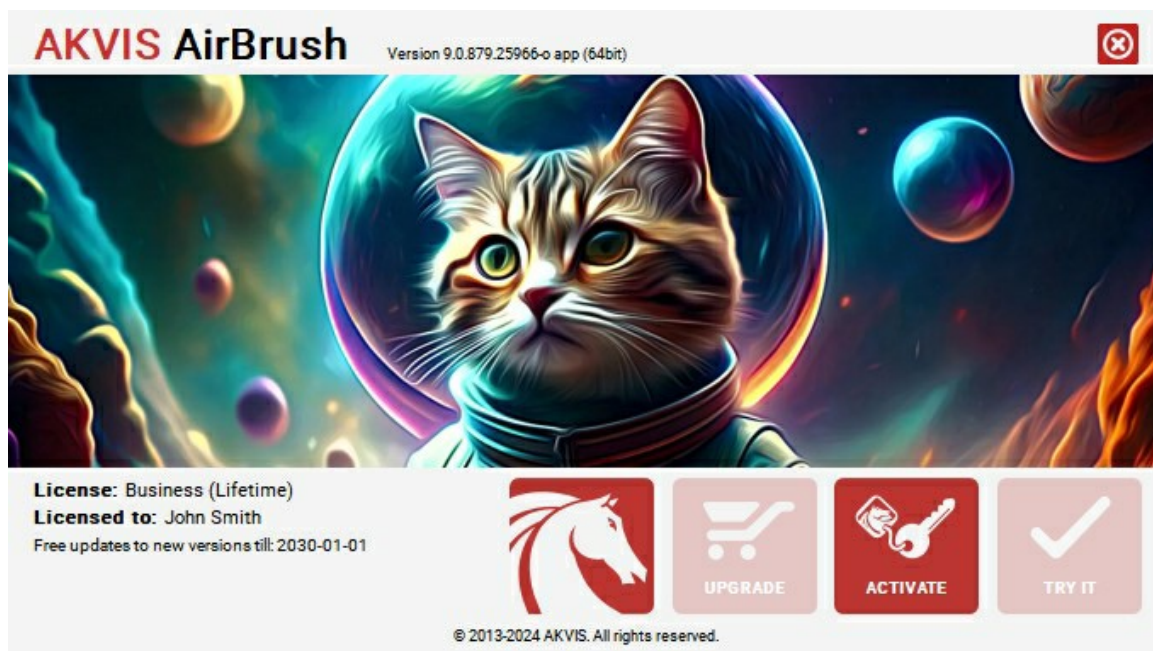 AKVIS AirBrush Version 9.0.879.25966-o app (64bit)
License: Business (Lifetime)
Licensed to: John Smith
Free updates to new versions till: 2030-01-01
UPGRADE ACTIVATE TRY IT
© 2013-2024 AKVIS. All rights reserved.